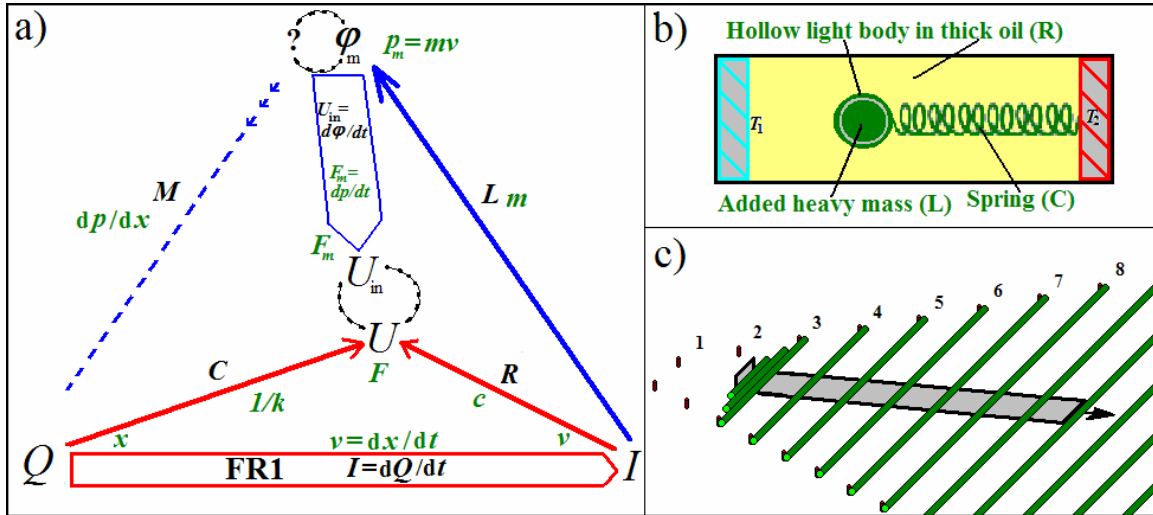 a)
?
φm
pm=mv
Uin=
dφ/dt
Fm=
dp/dt
M
dp/dx
L m
Fm
Uin
U
F
C
1/k
R
c
x
v=dx/dt
v
Q
FR1
I=dQ/dt
I
b)
Hollow light body in thick oil (R)
T1
T2
Added heavy mass (L)
Spring (C)
c)
1
2
3
4
5
6
7
8